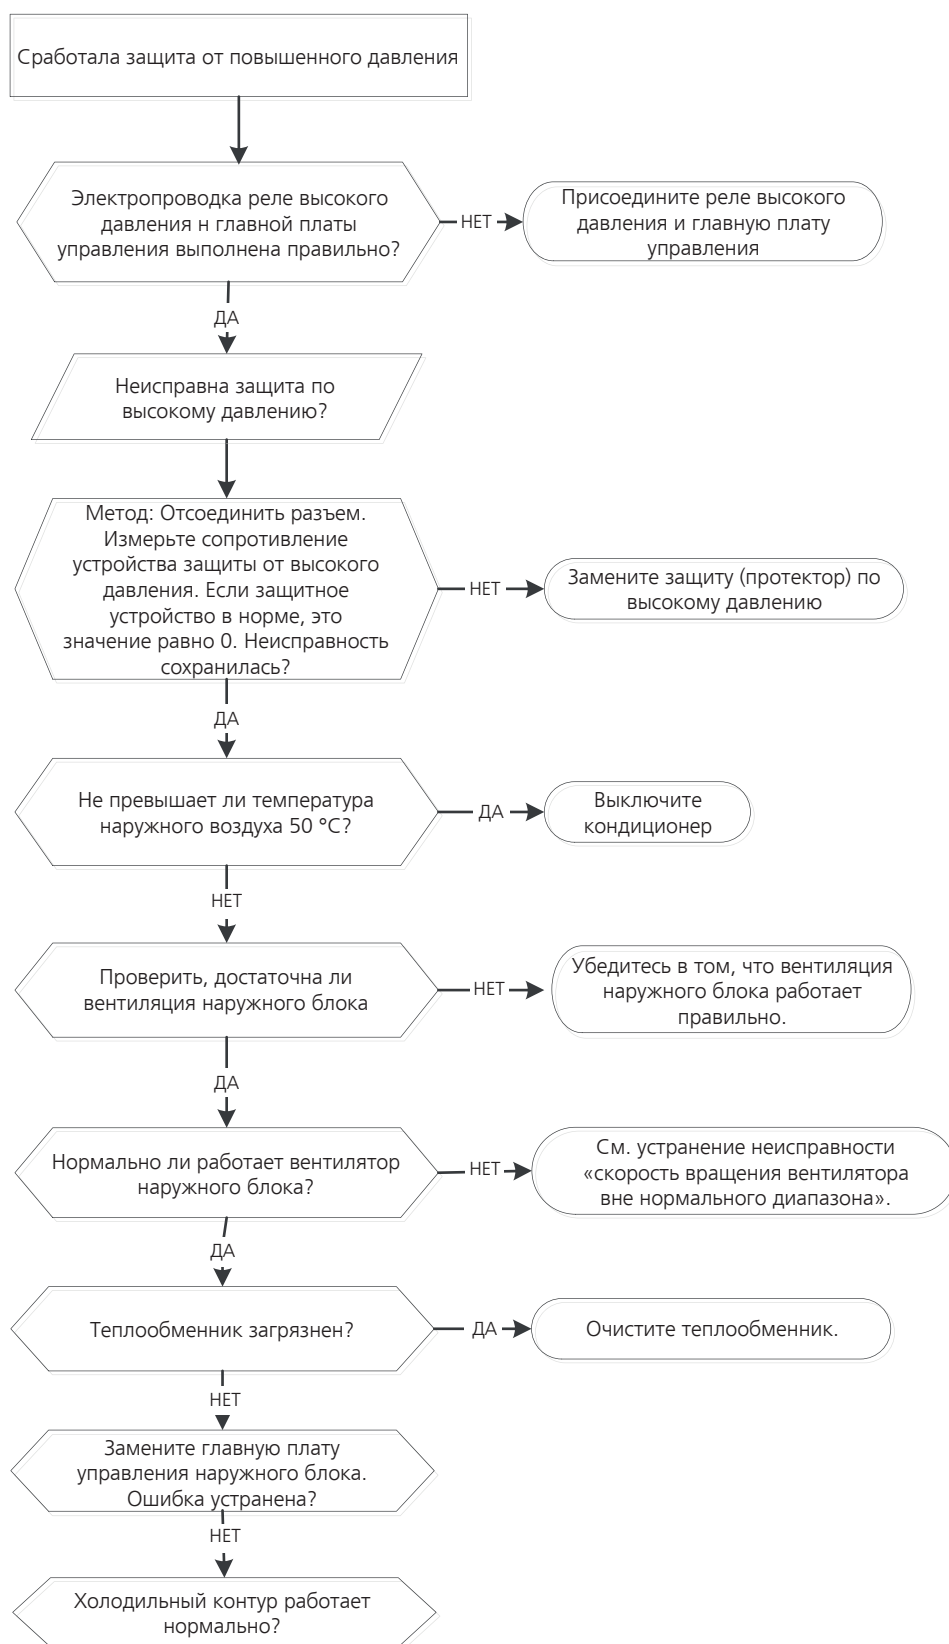 Сработала защита от повышенного давления
Электропроводка реле высокого
давления н главной платы
управления выполнена правильно?
НЕТ
Присоедините реле высокого
давления и главную плату
управления
ДА
Неисправна защита по
высокому давлению?
Метод: Отсоединить разъем.
Измерьте сопротивление
устройства защиты от высокого
давления. Если защитное
устройство в норме, это
значение равно 0. Неисправность
сохранилась?
НЕТ
Замените защиту (протектор) по
высокому давлению
ДА
Не превышает ли температура
наружного воздуха 50 °C?
ДА
Выключите
кондиционер
НЕТ
Проверить, достаточна ли
вентиляция наружного блока
НЕТ
Убедитесь в том, что вентиляция
наружного блока работает
правильно.
ДА
Нормально ли работает вентилятор
наружного блока?
НЕТ
См. устранение неисправности
«скорость вращения вентилятора
вне нормального диапазона».
ДА
Теплообменник загрязнен?
ДА
Очистите теплообменник.
НЕТ
Замените главную плату
управления наружного блока.
Ошибка устранена?
НЕТ
Холодильный контур работает
нормально?